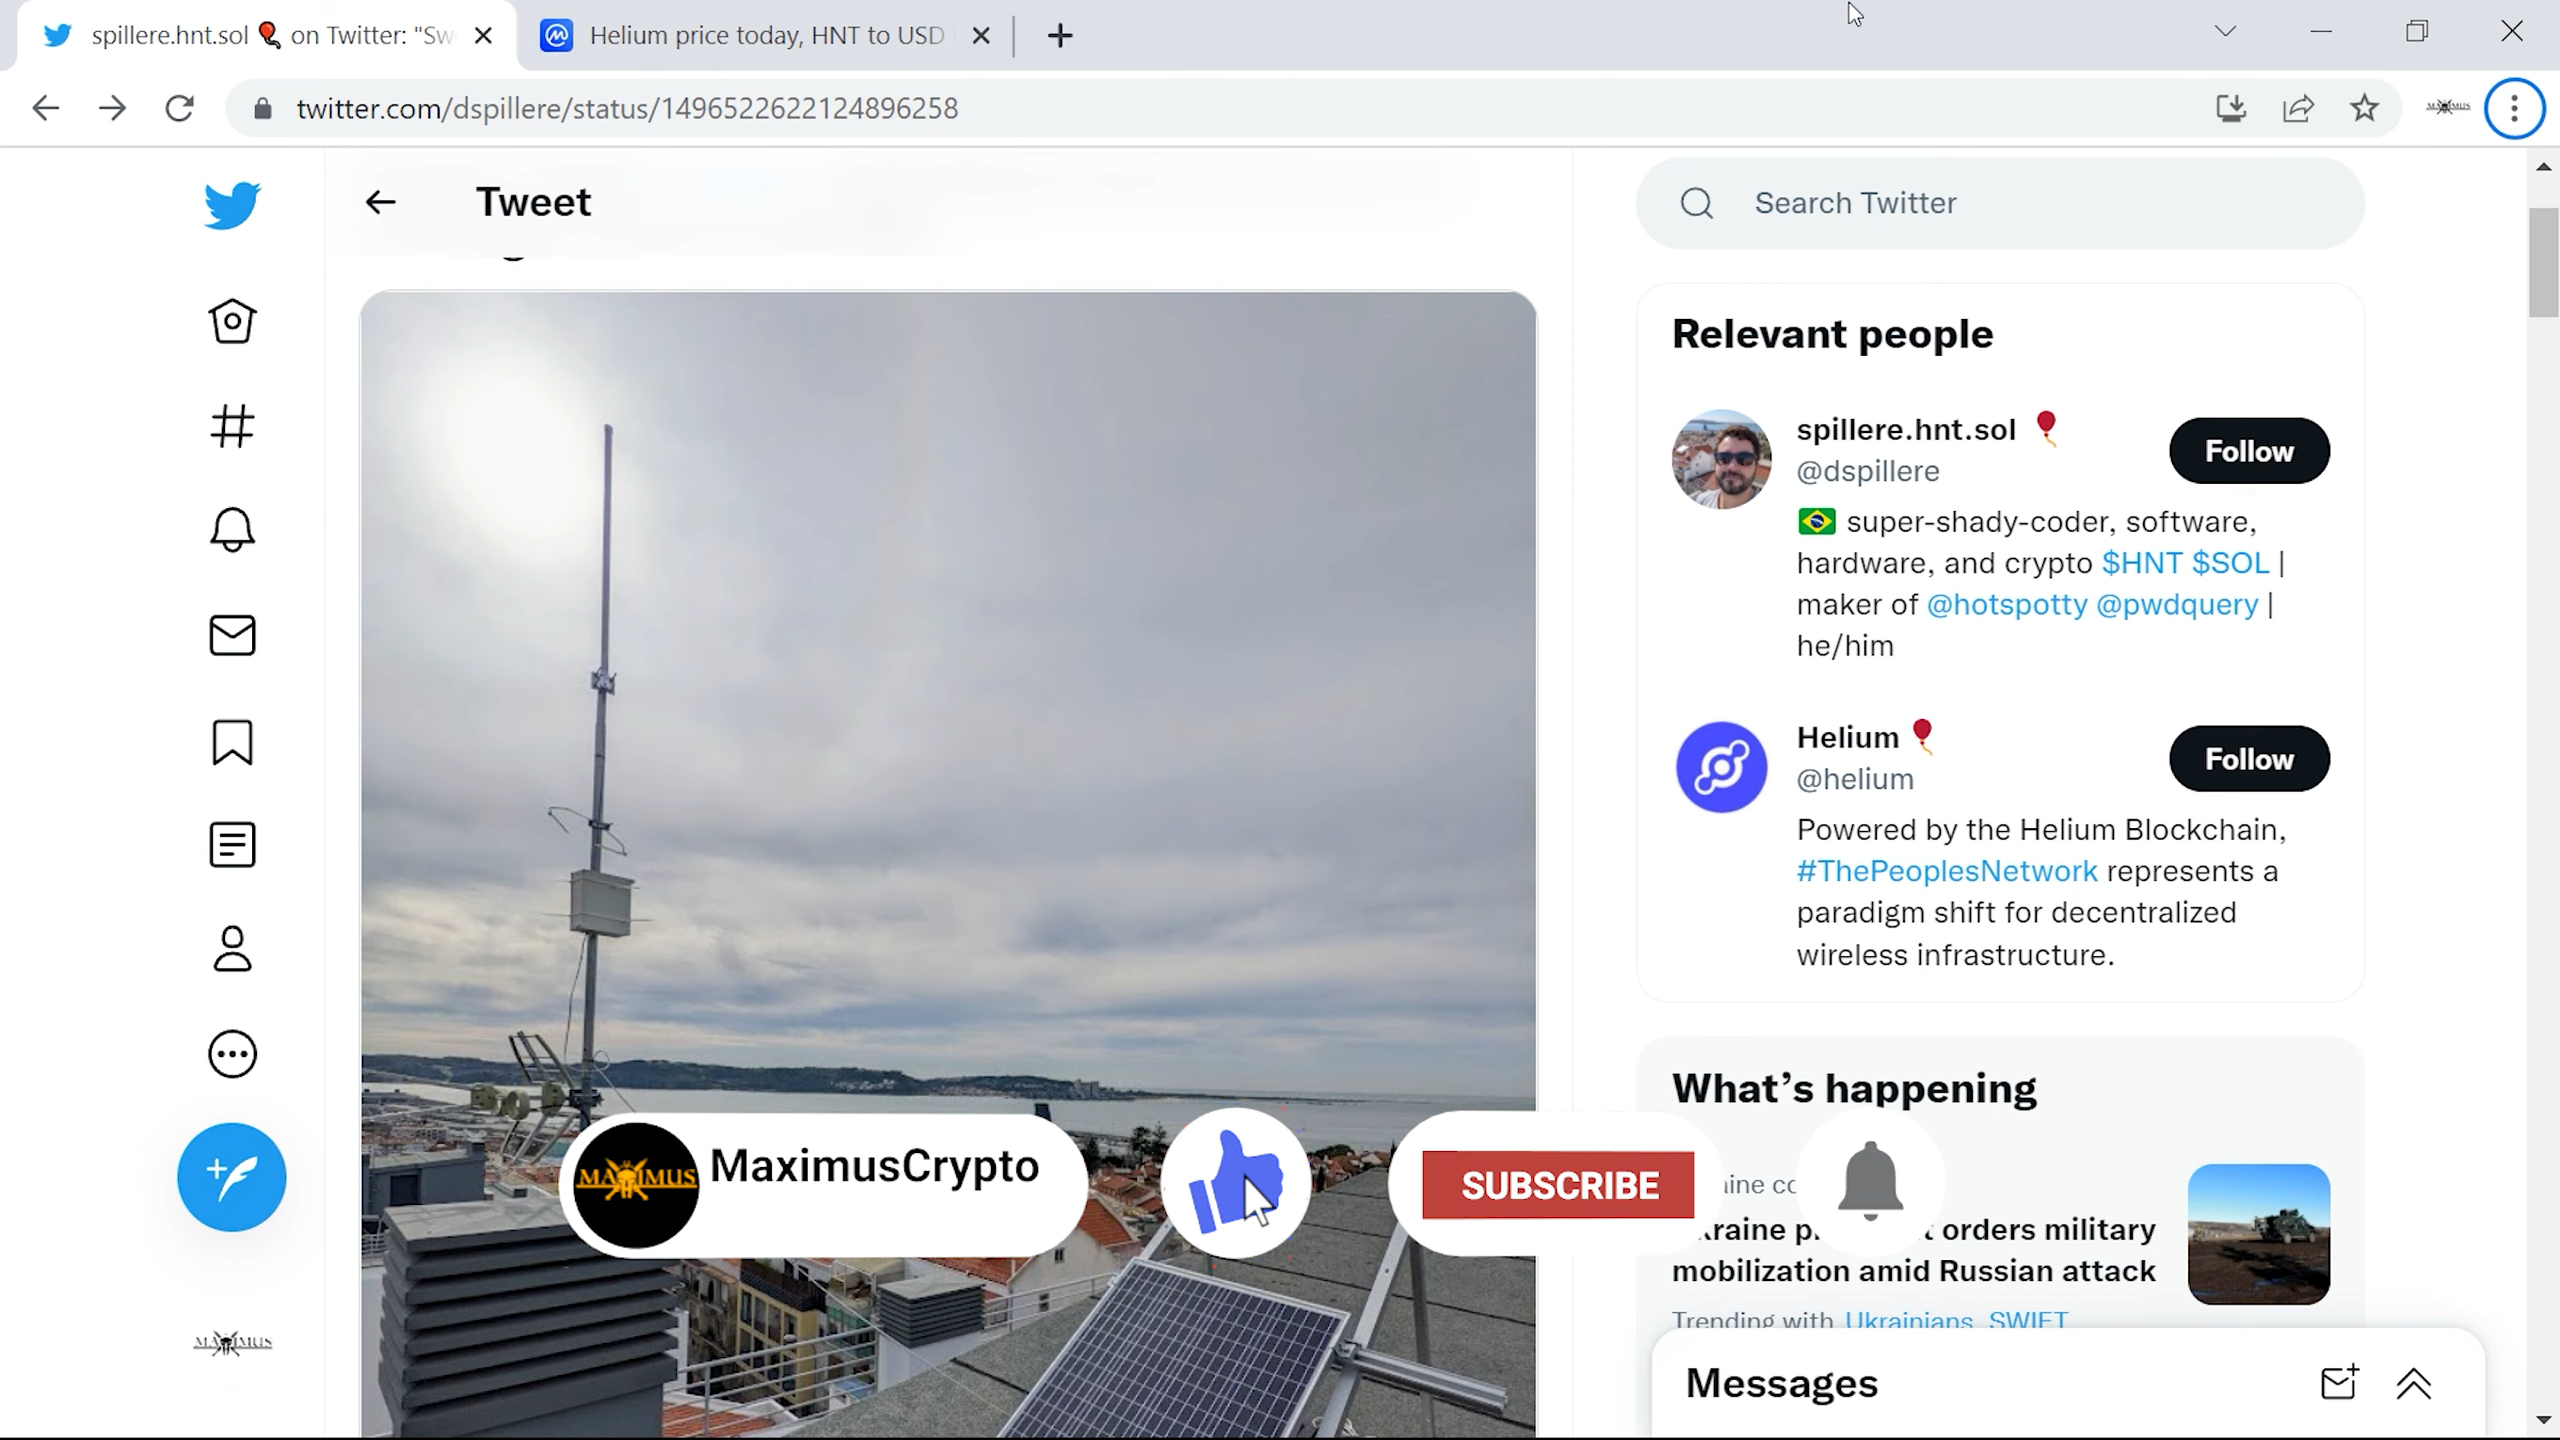 spillere.hnt.sol 🎈 on Twitter: "Sw
Helium price today, HNT to USD
twitter.com/dspillere/status/1496522622124896258
MAXIMUS
Tweet
Search Twitter
Relevant people
spillere.hnt.sol 🎈
Follow
@dspillere
🇧🇷 super-shady-coder, software,
hardware, and crypto $HNT $SOL |
maker of @hotspotty @pwdquery |
he/him
Helium 🎈
Follow
@helium
Powered by the Helium Blockchain,
#ThePeoplesNetwork represents a
paradigm shift for decentralized
wireless infrastructure.
What's happening
orders military
mobilization amid Russian attack
Trending with Ukrainians, SWIFT
MAXIMUS
MaximusCrypto
SUBSCRIBE
MAXIMUS
Messages